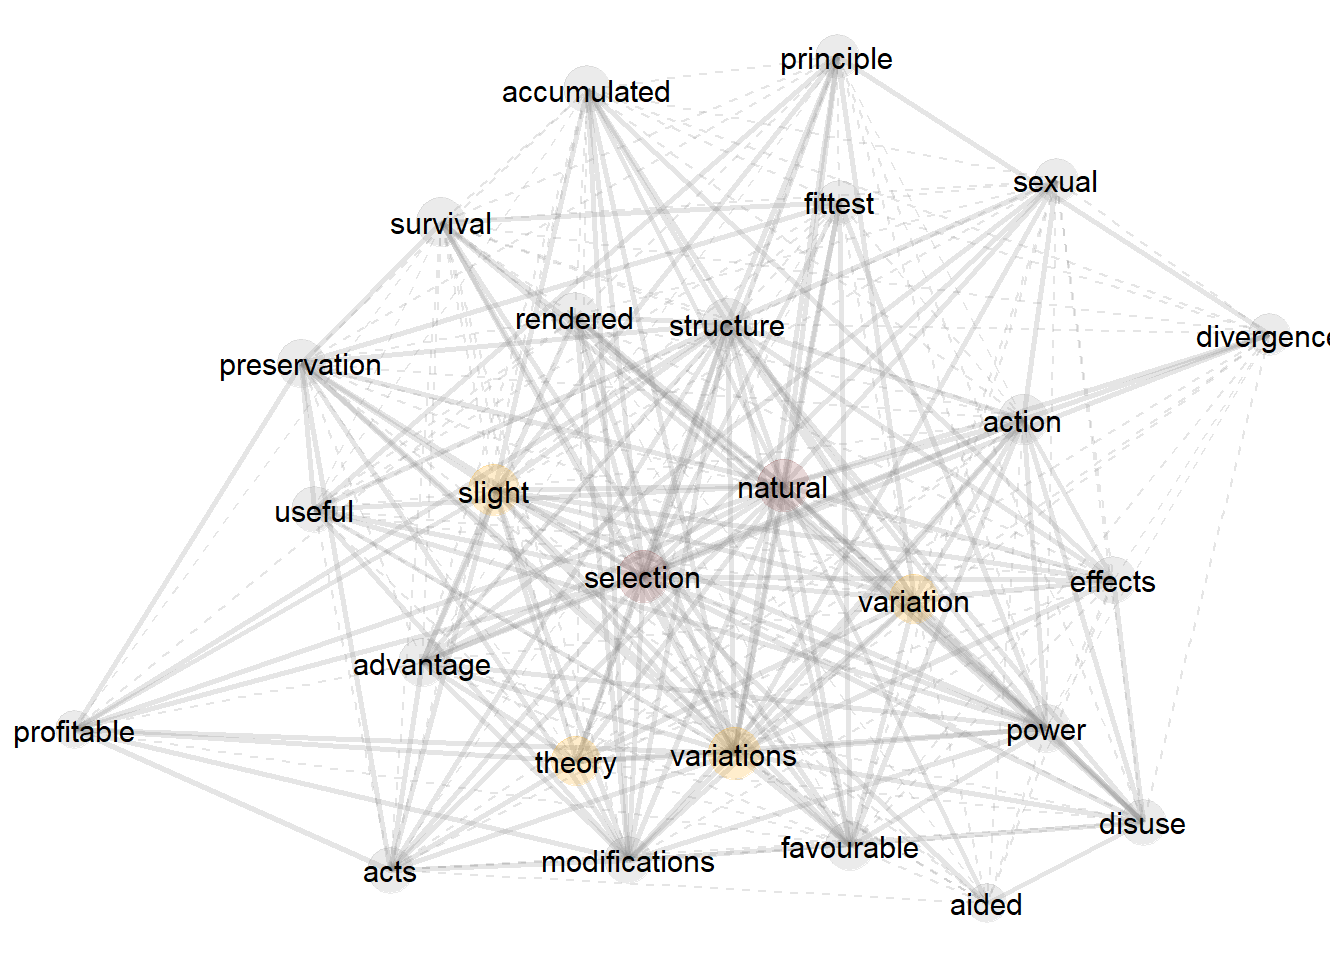 principle
accumulated
sexual
fittest
survival
rendered
structure
divergence
preservation
action
slight
natural
useful
selection
effects
variation
advantage
profitable
power
theory
variations
disuse
favourable
modifications
acts
aided